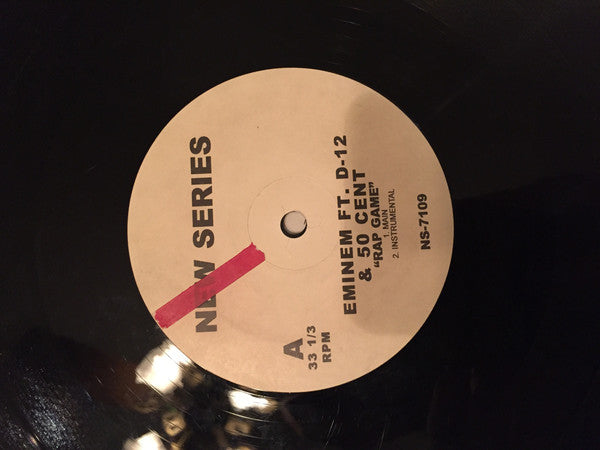 NEW SERIES
A
33 1/3
RPM
EMINEM FT. D-12
& 50 CENT
"RAP GAME"
1. MAIN
2. INSTRUMENTAL
NS-7109